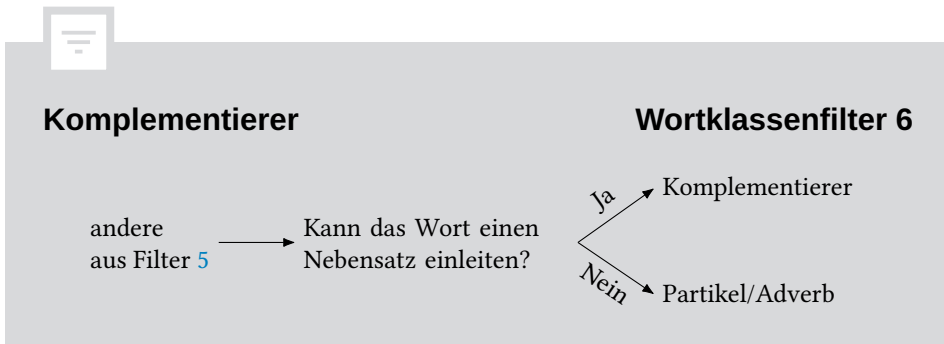 Komplementierer
Wortklassenfilter 6
andere
aus Filter 5
Kann das Wort einen
Nebensatz einleiten?
Ja
Komplementierer
Nein
Partikel/Adverb